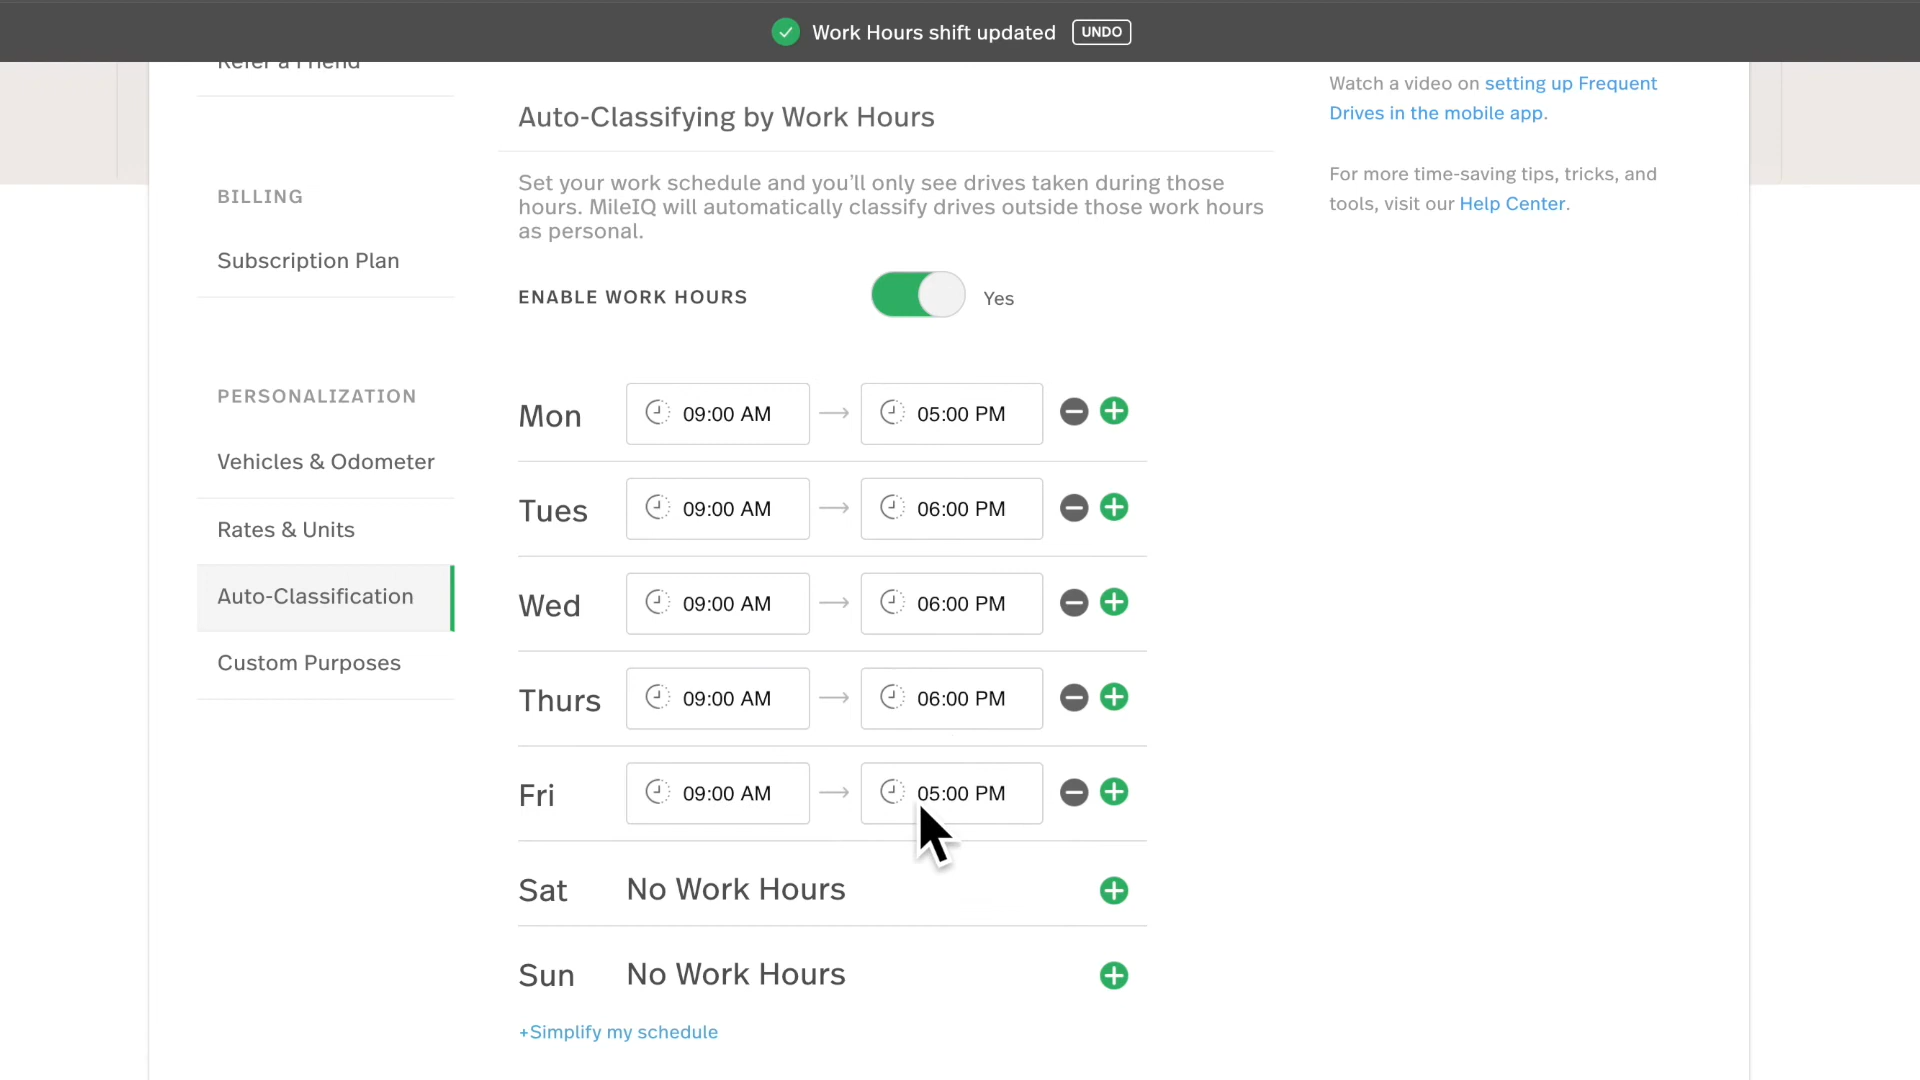 Work Hours shift updated UNDO
Refer a Friend
BILLING
Subscription Plan
PERSONALIZATION
Vehicles & Odometer
Rates & Units
Auto-Classification
Custom Purposes
Auto-Classifying by Work Hours
Set your work schedule and you’ll only see drives taken during those
hours. MileIQ will automatically classify drives outside those work hours
as personal.
ENABLE WORK HOURS Yes
Mon 09:00 AM 05:00 PM
Tues 09:00 AM 06:00 PM
Wed 09:00 AM 06:00 PM
Thurs 09:00 AM 06:00 PM
Fri 09:00 AM 05:00 PM
Sat No Work Hours
Sun No Work Hours
+Simplify my schedule
Watch a video on setting up Frequent
Drives in the mobile app.
For more time-saving tips, tricks, and
tools, visit our Help Center.